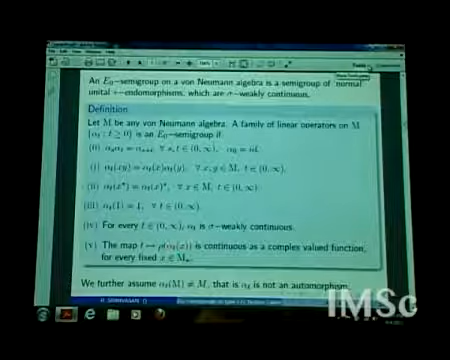 An E₀−semigroup on a von Neumann algebra is a semigroup of normal
unital ∗−endomorphisms, which are σ−weakly continuous.
Definition
Let M be any von Neumann algebra. A family of linear operators on M
{αₜ : t ≥ 0} is an E₀−semigroup if
αₛαₜ = αₛ₊ₜ, ∀ s, t ∈ (0, ∞), α₀ = id.
(i) αₜ(xy) = αₜ(x)αₜ(y), ∀ x, y ∈ M, t ∈ (0, ∞).
(ii) αₜ(x*) = αₜ(x)*, ∀ x ∈ M, t ∈ (0, ∞).
(iii) αₜ(1) = 1, ∀ t ∈ (0, ∞).
(iv) For every t ∈ (0, ∞), αₜ is σ−weakly continuous.
(v) The map t ↦ ρ(αₜ(x)) is continuous as a complex valued function,
for every fixed x ∈ M,
We further assume αₜ(M) ≠ M, that is αₜ is not an automorphism.
R. SRINIVASAN ()
IMSc